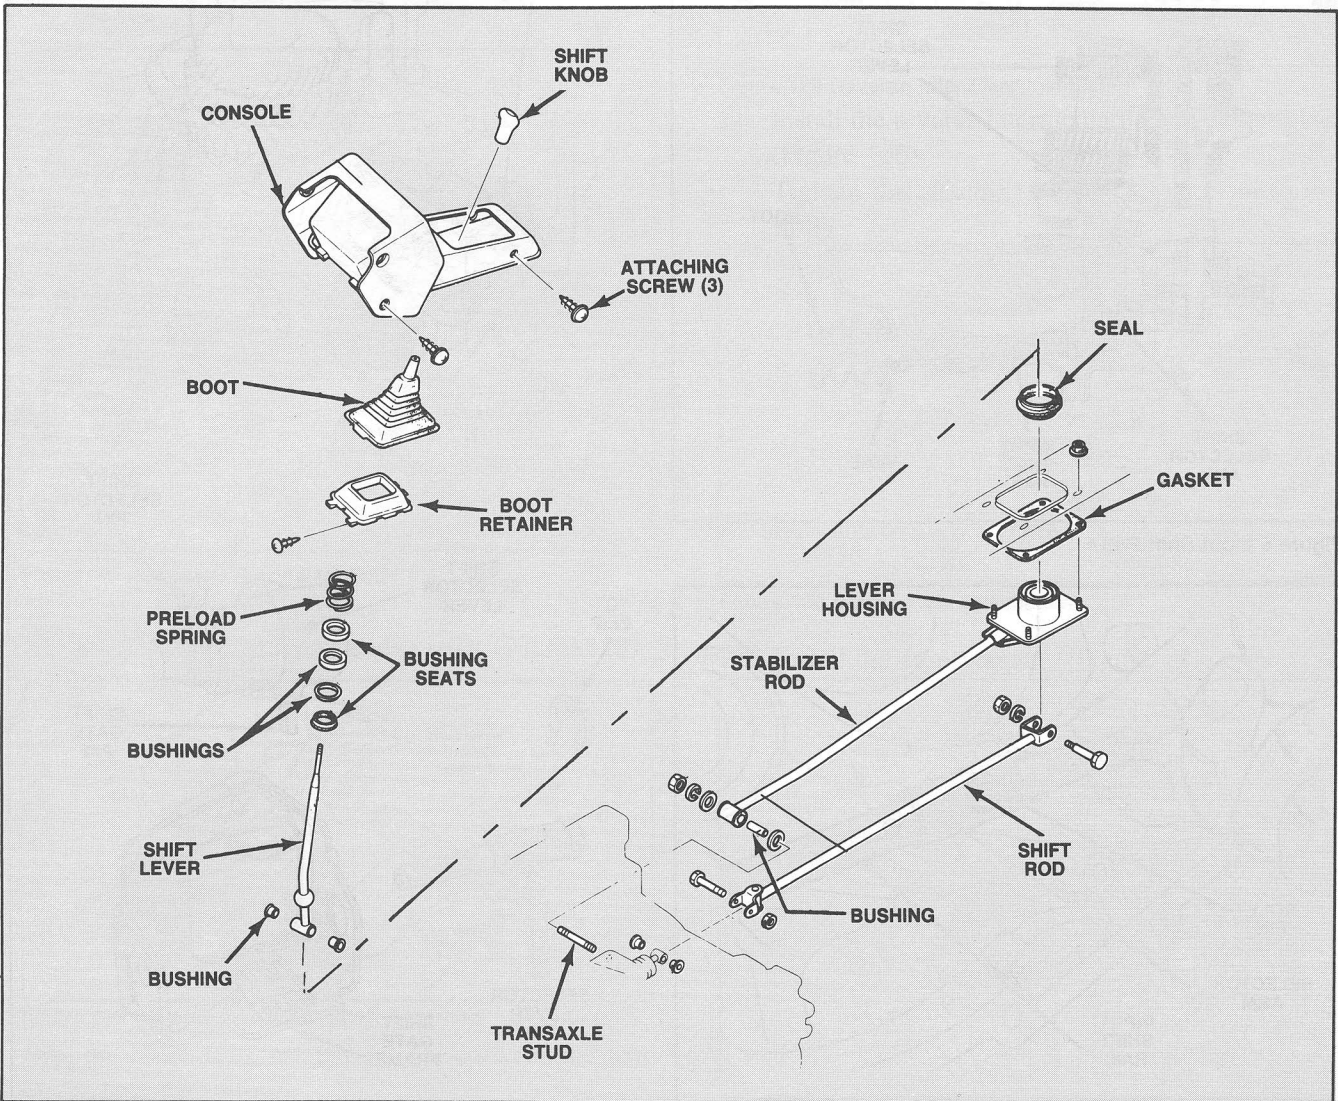 SHIFT
KNOB
CONSOLE
ATTACHING
SCREW (3)
SEAL
BOOT
GASKET
BOOT
RETAINER
LEVER
HOUSING
PRELOAD
SPRING
BUSHING
SEATS
STABILIZER
ROD
BUSHINGS
SHIFT
LEVER
SHIFT
ROD
BUSHING
BUSHING
TRANSAXLE
STUD